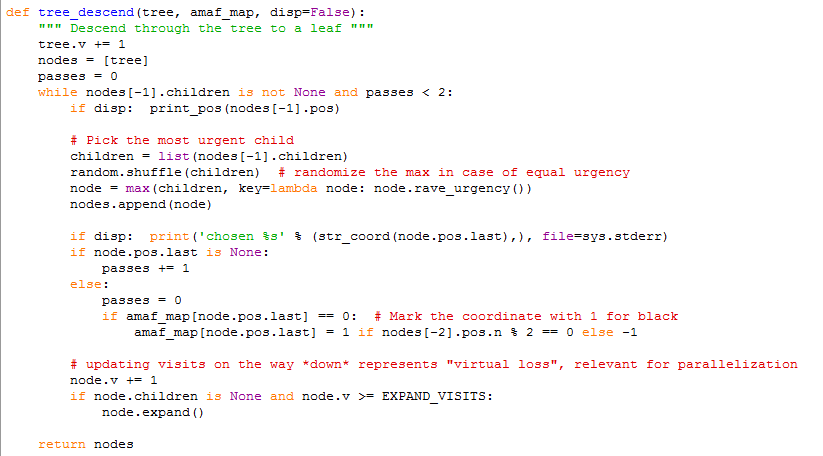 def tree_descend(tree, amaf_map, disp=False):
    """ Descend through the tree to a leaf """
    tree.v += 1
    nodes = [tree]
    passes = 0
    while nodes[-1].children is not None and passes < 2:
        if disp:  print_pos(nodes[-1].pos)

        # Pick the most urgent child
        children = list(nodes[-1].children)
        random.shuffle(children)  # randomize the max in case of equal urgency
        node = max(children, key=lambda node: node.rave_urgency())
        nodes.append(node)

        if disp:  print('chosen %s' % (str_coord(node.pos.last),), file=sys.stderr)
        if node.pos.last is None:
            passes += 1
        else:
            passes = 0
            if amaf_map[node.pos.last] == 0:  # Mark the coordinate with 1 for black
                amaf_map[node.pos.last] = 1 if nodes[-2].pos.n % 2 == 0 else -1

        # updating visits on the way *down* represents "virtual loss", relevant for parallelization
        node.v += 1
        if node.children is None and node.v >= EXPAND_VISITS:
            node.expand()

    return nodes